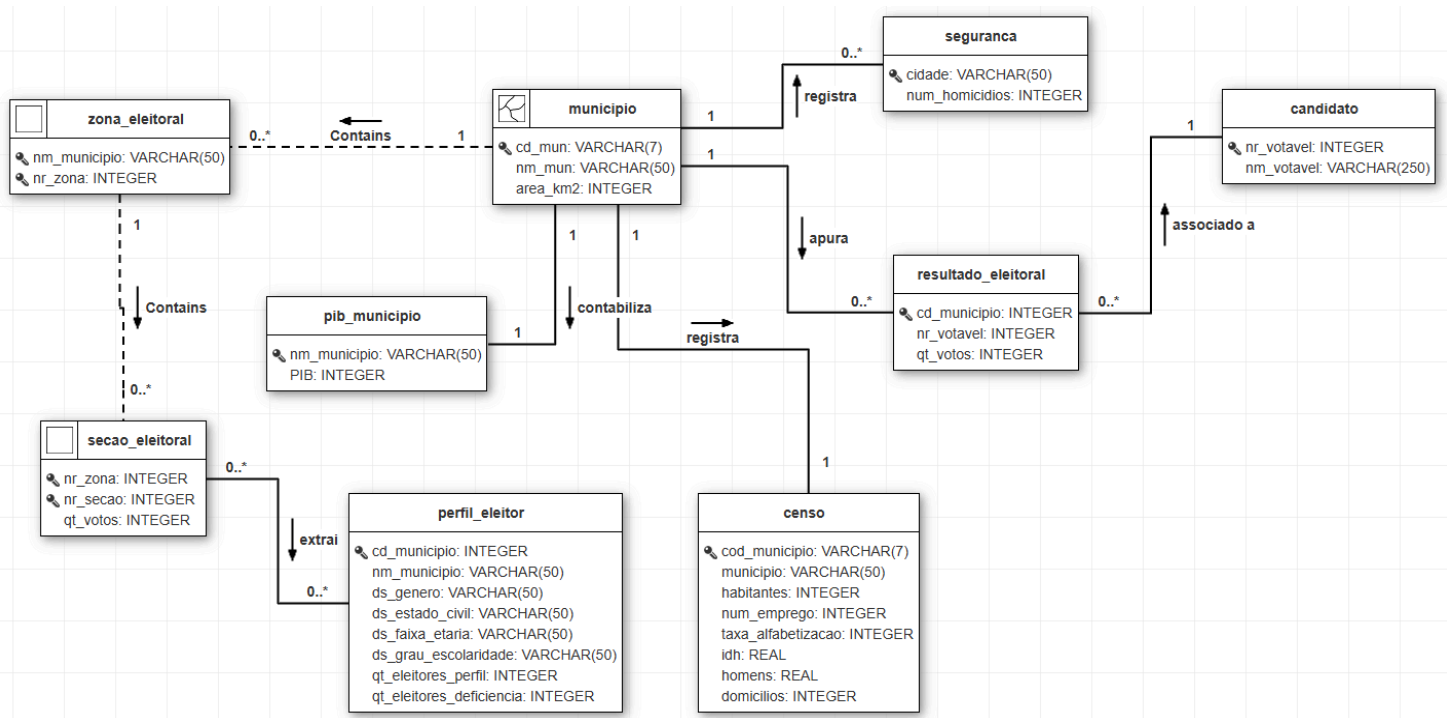 seguranca
cidade: VARCHAR(50)
num_homicidios: INTEGER
0..*
registra
1
zona_eleitoral
nm_municipio: VARCHAR(50)
nr_zona: INTEGER
0..*
Contains
1
municipio
cd_mun: VARCHAR(7)
nm_mun: VARCHAR(50)
area_km2: INTEGER
1
candidato
nr_votavel: INTEGER
nm_votavel: VARCHAR(250)
1
associado a
apura
0..*
resultado_eleitoral
cd_municipio: INTEGER
nr_votavel: INTEGER
qt_votos: INTEGER
0..*
1
Contains
0..*
pib_municipio
nm_municipio: VARCHAR(50)
PIB: INTEGER
1
1
contabiliza
1
registra
1
secao_eleitoral
nr_zona: INTEGER
nr_secao: INTEGER
qt_votos: INTEGER
0..*
extrai
0..*
perfil_eleitor
cd_municipio: INTEGER
nm_municipio: VARCHAR(50)
ds_genero: VARCHAR(50)
ds_estado_civil: VARCHAR(50)
ds_faixa_etaria: VARCHAR(50)
ds_grau_escolaridade: VARCHAR(50)
qt_eleitores_perfil: INTEGER
qt_eleitores_deficiencia: INTEGER
censo
cod_municipio: VARCHAR(7)
municipio: VARCHAR(50)
habitantes: INTEGER
num_emprego: INTEGER
taxa_alfabetizacao: INTEGER
idh: REAL
homens: REAL
domicilios: INTEGER